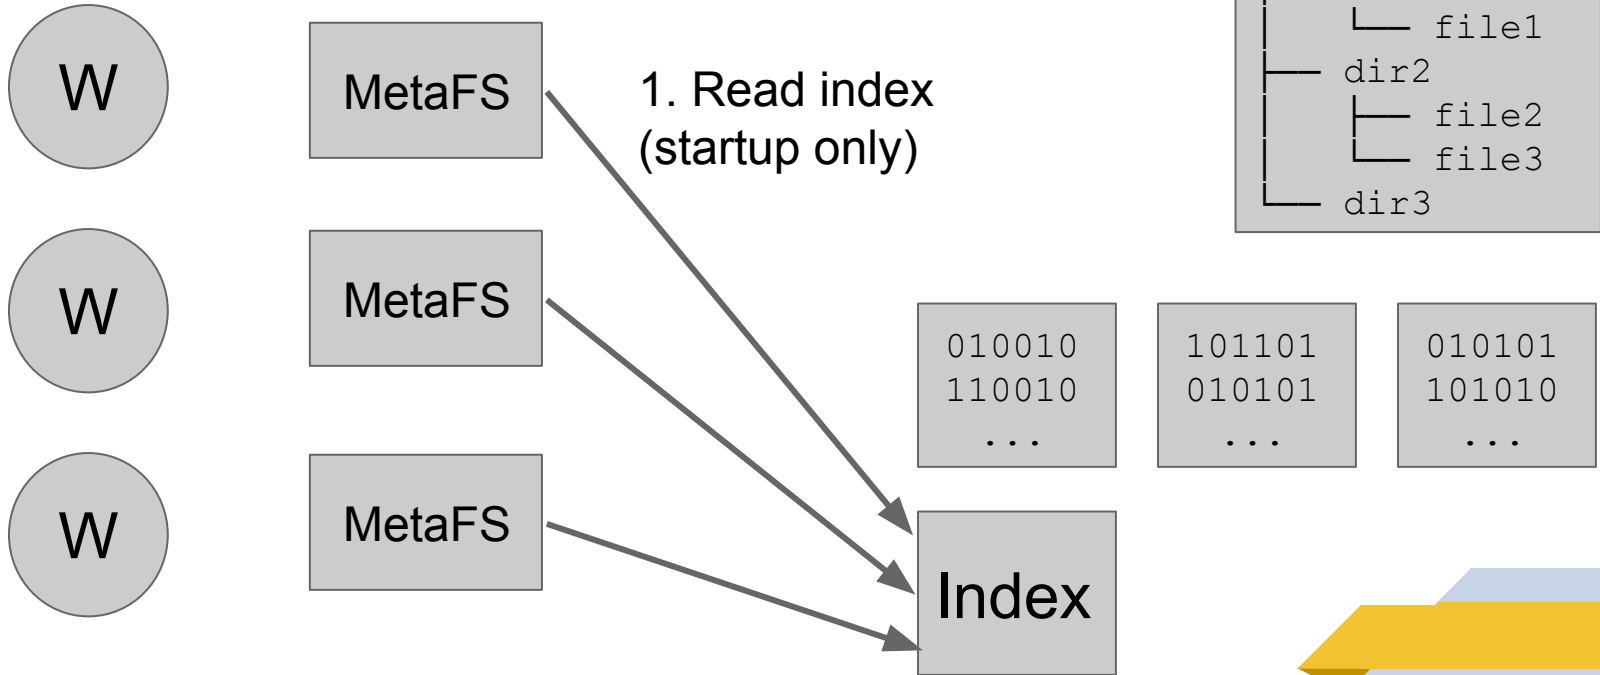 W
MetaFS
1. Read index
(startup only)
└── file1
├── dir2
│   ├── file2
│   └── file3
└── dir3
W
MetaFS
010010
110010
...
101101
010101
...
010101
101010
...
W
MetaFS
Index